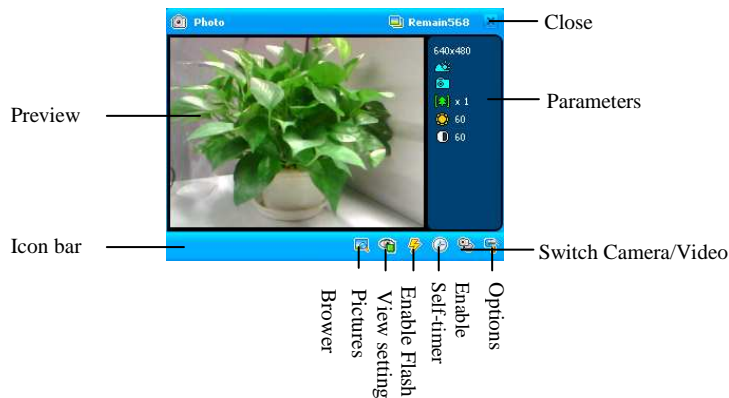 Photo
Remain568
Close
640x480
x 1
60
60
Parameters
Preview
Icon bar
Switch Camera/Video
Brower
Pictures
View setting
Enable Flash
Self-timer
Enable
Options